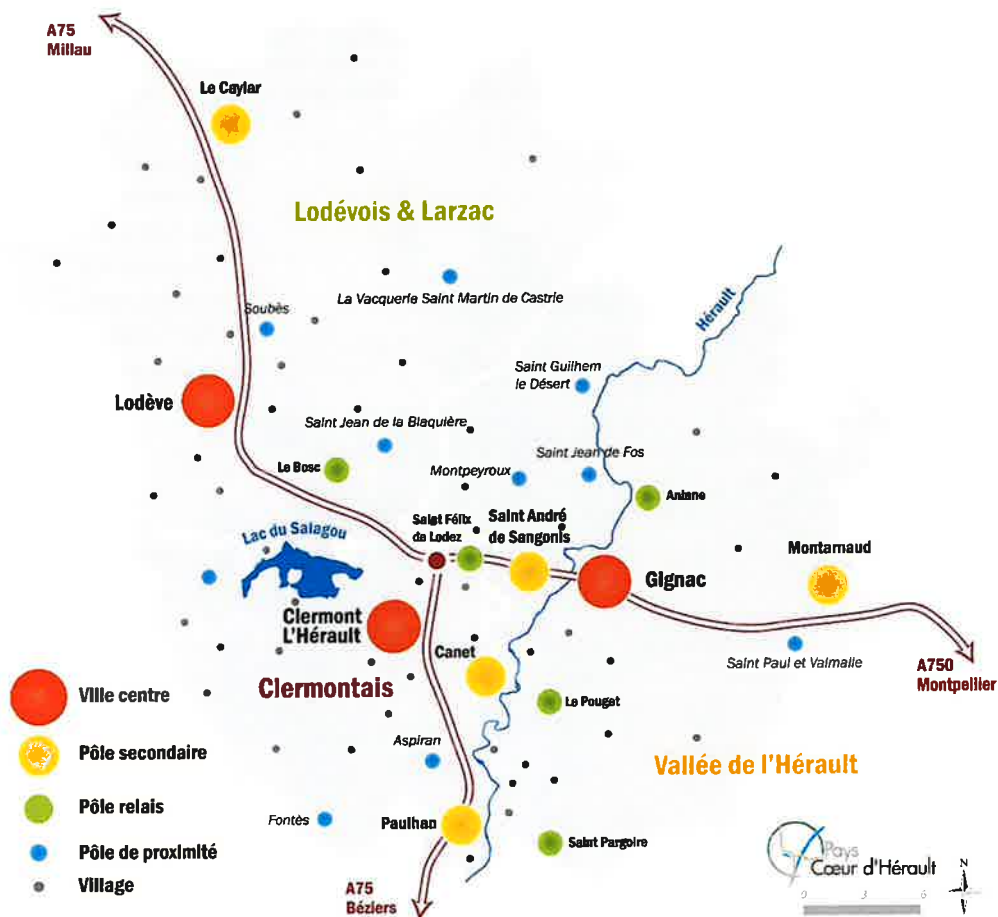 A75
Millau
Le Caylar
Lodévois & Larzac
La Vacquerie Saint Martin de Castrie
Hérault
Soubès
Saint Guilhem
le Désert
Lodève
Saint Jean de la Blaquière
Le Bosc
Montpeyroux
Saint Jean de Fos
Aniane
Saint Félix
de Lodez
Saint André
de Sangonis
Lac du Salagou
Gignac
Montarnaud
Clermont
L'Hérault
Canet
Saint Paul et Valmalle
A750
Montpellier
Clermontais
Le Pouget
Aspiran
Vallée de l'Hérault
Fontès
Paulhan
Saint Pargoire
A75
Béziers
Ville centre
Pôle secondaire
Pôle relais
Pôle de proximité
Village
Pays
Cœur d'Hérault
N
0 3 6